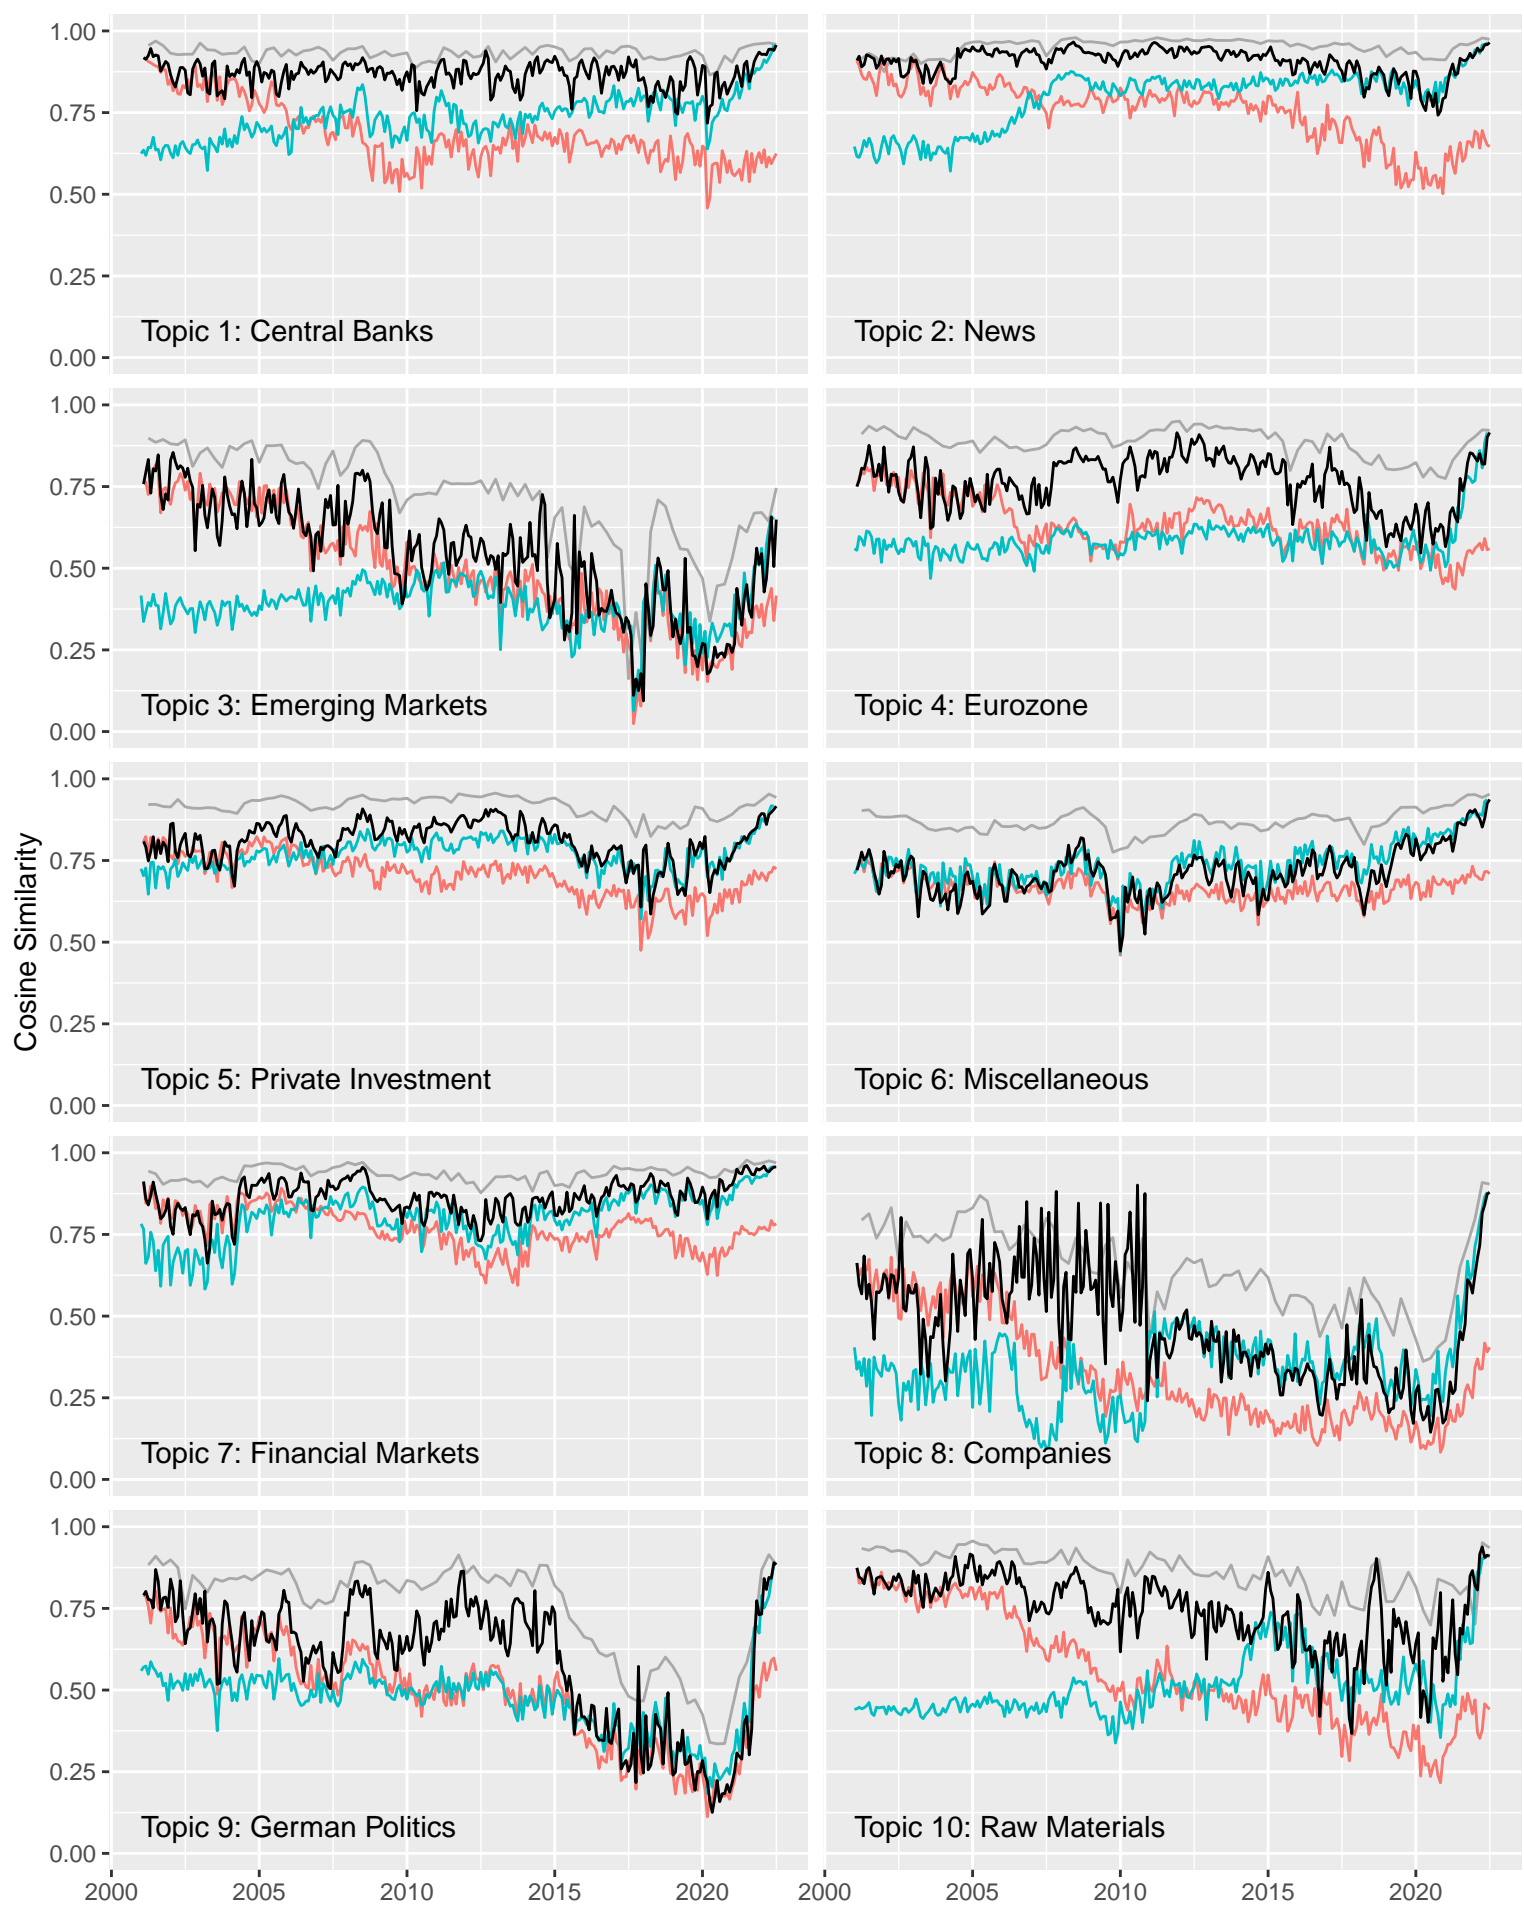 Cosine Similarity
1.00
0.75
0.50
0.25
0.00
Topic 1: Central Banks
Topic 2: News
1.00
0.75
0.50
0.25
0.00
Topic 3: Emerging Markets
Topic 4: Eurozone
1.00
0.75
0.50
0.25
0.00
Topic 5: Private Investment
Topic 6: Miscellaneous
1.00
0.75
0.50
0.25
0.00
Topic 7: Financial Markets
Topic 8: Companies
1.00
0.75
0.50
0.25
0.00
Topic 9: German Politics
Topic 10: Raw Materials
2000 2005 2010 2015 2020
2000 2005 2010 2015 2020